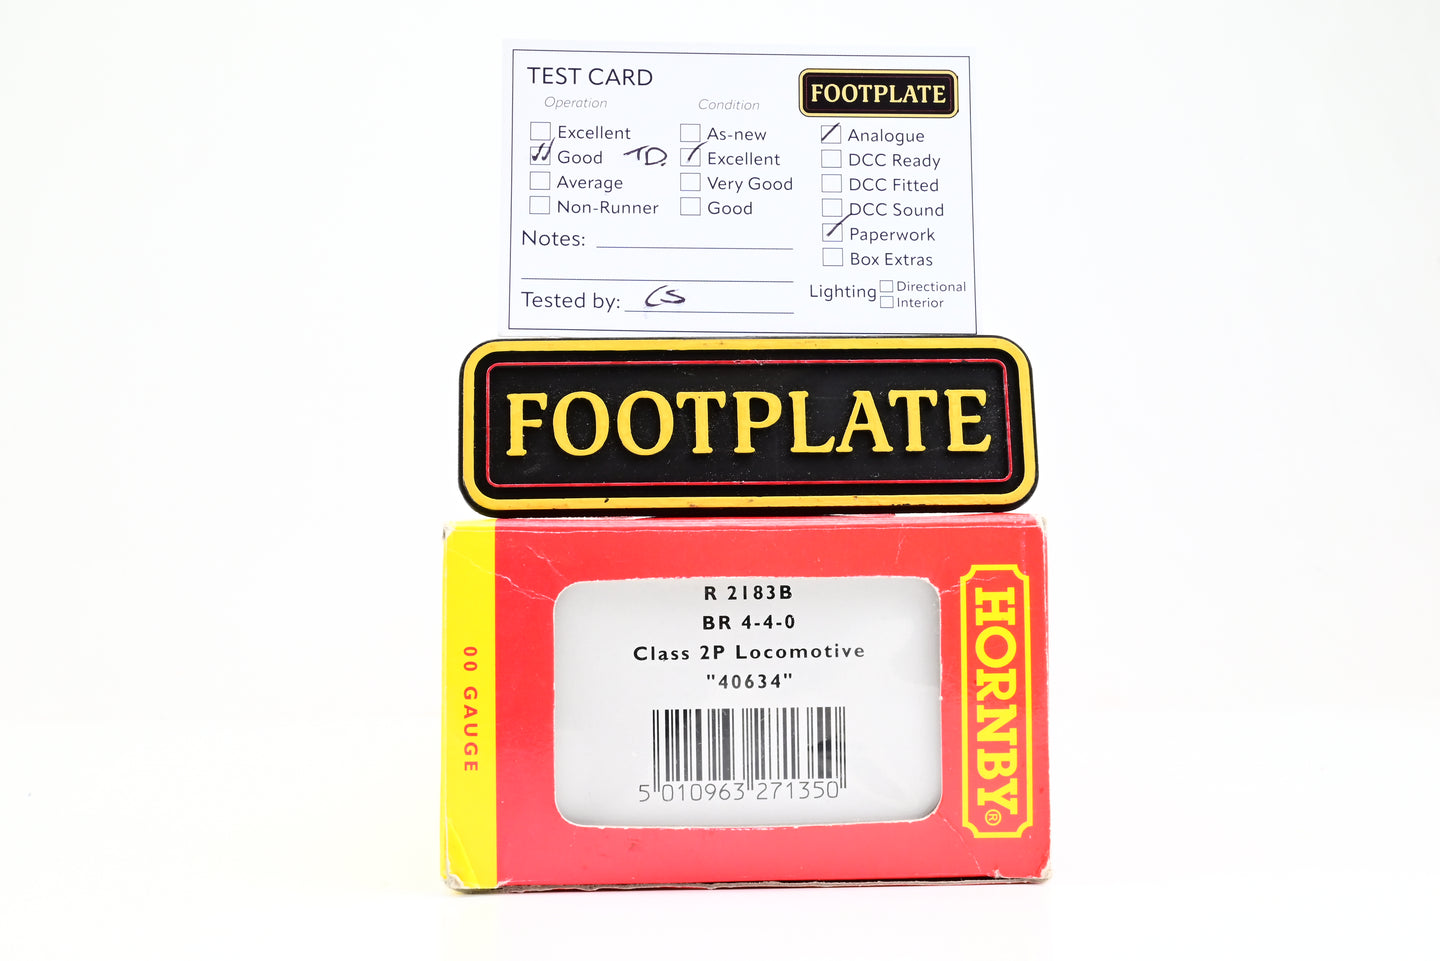 TEST CARD
FOOTPLATE
Operation
Excellent
Good TD.
Average
Non-Runner
Condition
As-new
Excellent
Very Good
Good
Analogue
DCC Ready
DCC Fitted
DCC Sound
Paperwork
Box Extras
Notes:
Tested by: CS
Lighting
Directional
Interior
FOOTPLATE
00 GAUGE
R 2183B
BR 4-4-0
Class 2P Locomotive
"40634"
5 010963 271350
HORNBY®